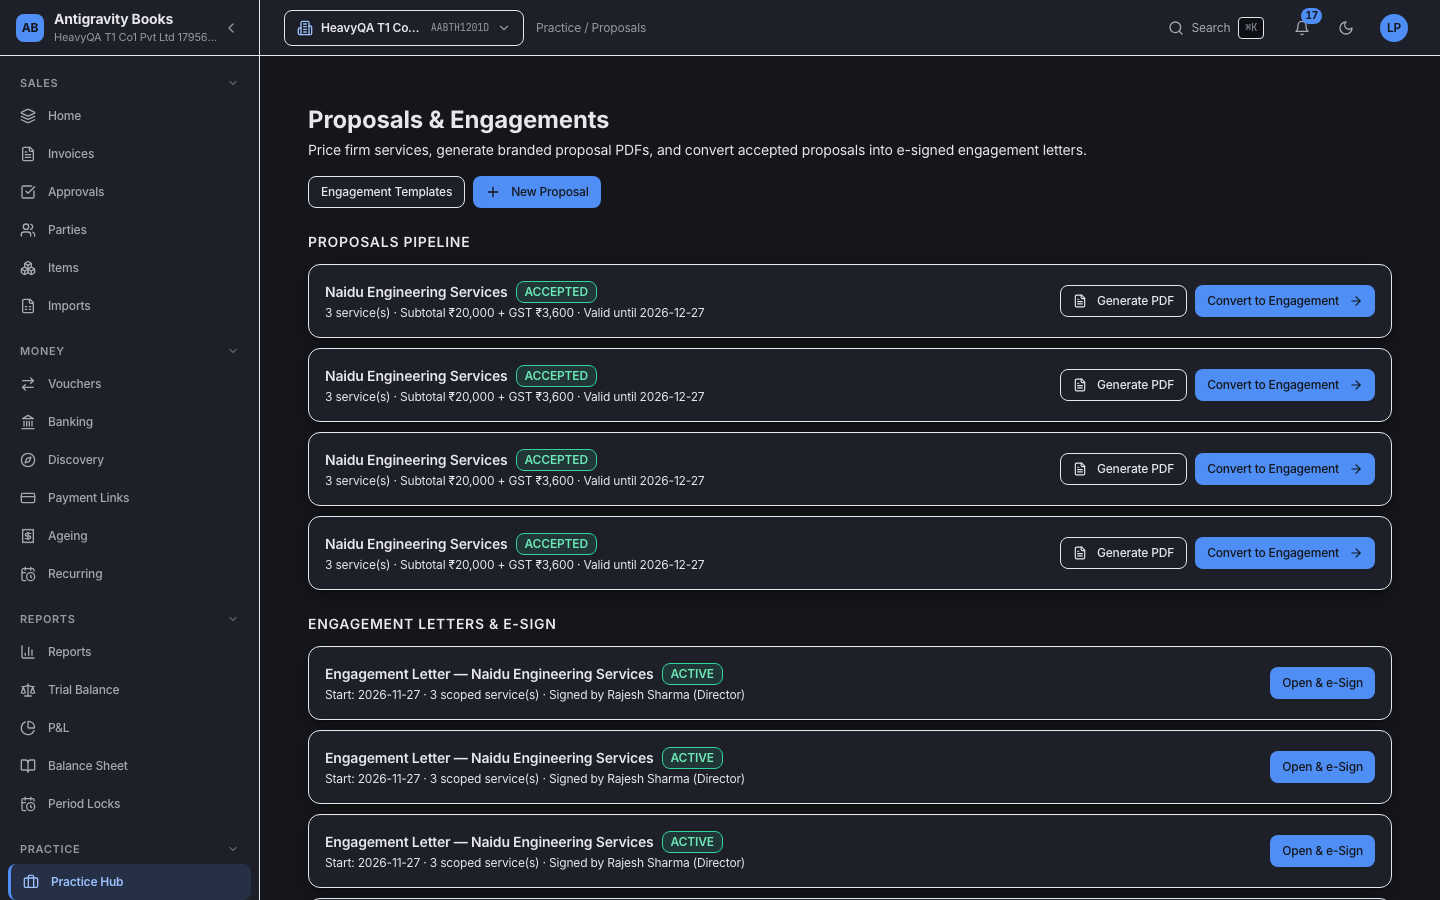 AB
Antigravity Books
HeavyQA T1 Co1 Pvt Ltd 17956...
HeavyQA T1 Co... AABTH1201D
Practice / Proposals
Search ⌘K
17
LP
SALES
Home
Invoices
Approvals
Parties
Items
Imports
MONEY
Vouchers
Banking
Discovery
Payment Links
Ageing
Recurring
REPORTS
Reports
Trial Balance
P&L
Balance Sheet
Period Locks
PRACTICE
Practice Hub
Proposals & Engagements
Price firm services, generate branded proposal PDFs, and convert accepted proposals into e-signed engagement letters.
Engagement Templates
New Proposal
PROPOSALS PIPELINE
Naidu Engineering Services ACCEPTED
3 service(s) · Subtotal ₹20,000 + GST ₹3,600 · Valid until 2026-12-27
Generate PDF
Convert to Engagement
Naidu Engineering Services ACCEPTED
3 service(s) · Subtotal ₹20,000 + GST ₹3,600 · Valid until 2026-12-27
Generate PDF
Convert to Engagement
Naidu Engineering Services ACCEPTED
3 service(s) · Subtotal ₹20,000 + GST ₹3,600 · Valid until 2026-12-27
Generate PDF
Convert to Engagement
Naidu Engineering Services ACCEPTED
3 service(s) · Subtotal ₹20,000 + GST ₹3,600 · Valid until 2026-12-27
Generate PDF
Convert to Engagement
ENGAGEMENT LETTERS & E-SIGN
Engagement Letter — Naidu Engineering Services ACTIVE
Start: 2026-11-27 · 3 scoped service(s) · Signed by Rajesh Sharma (Director)
Open & e-Sign
Engagement Letter — Naidu Engineering Services ACTIVE
Start: 2026-11-27 · 3 scoped service(s) · Signed by Rajesh Sharma (Director)
Open & e-Sign
Engagement Letter — Naidu Engineering Services ACTIVE
Start: 2026-11-27 · 3 scoped service(s) · Signed by Rajesh Sharma (Director)
Open & e-Sign